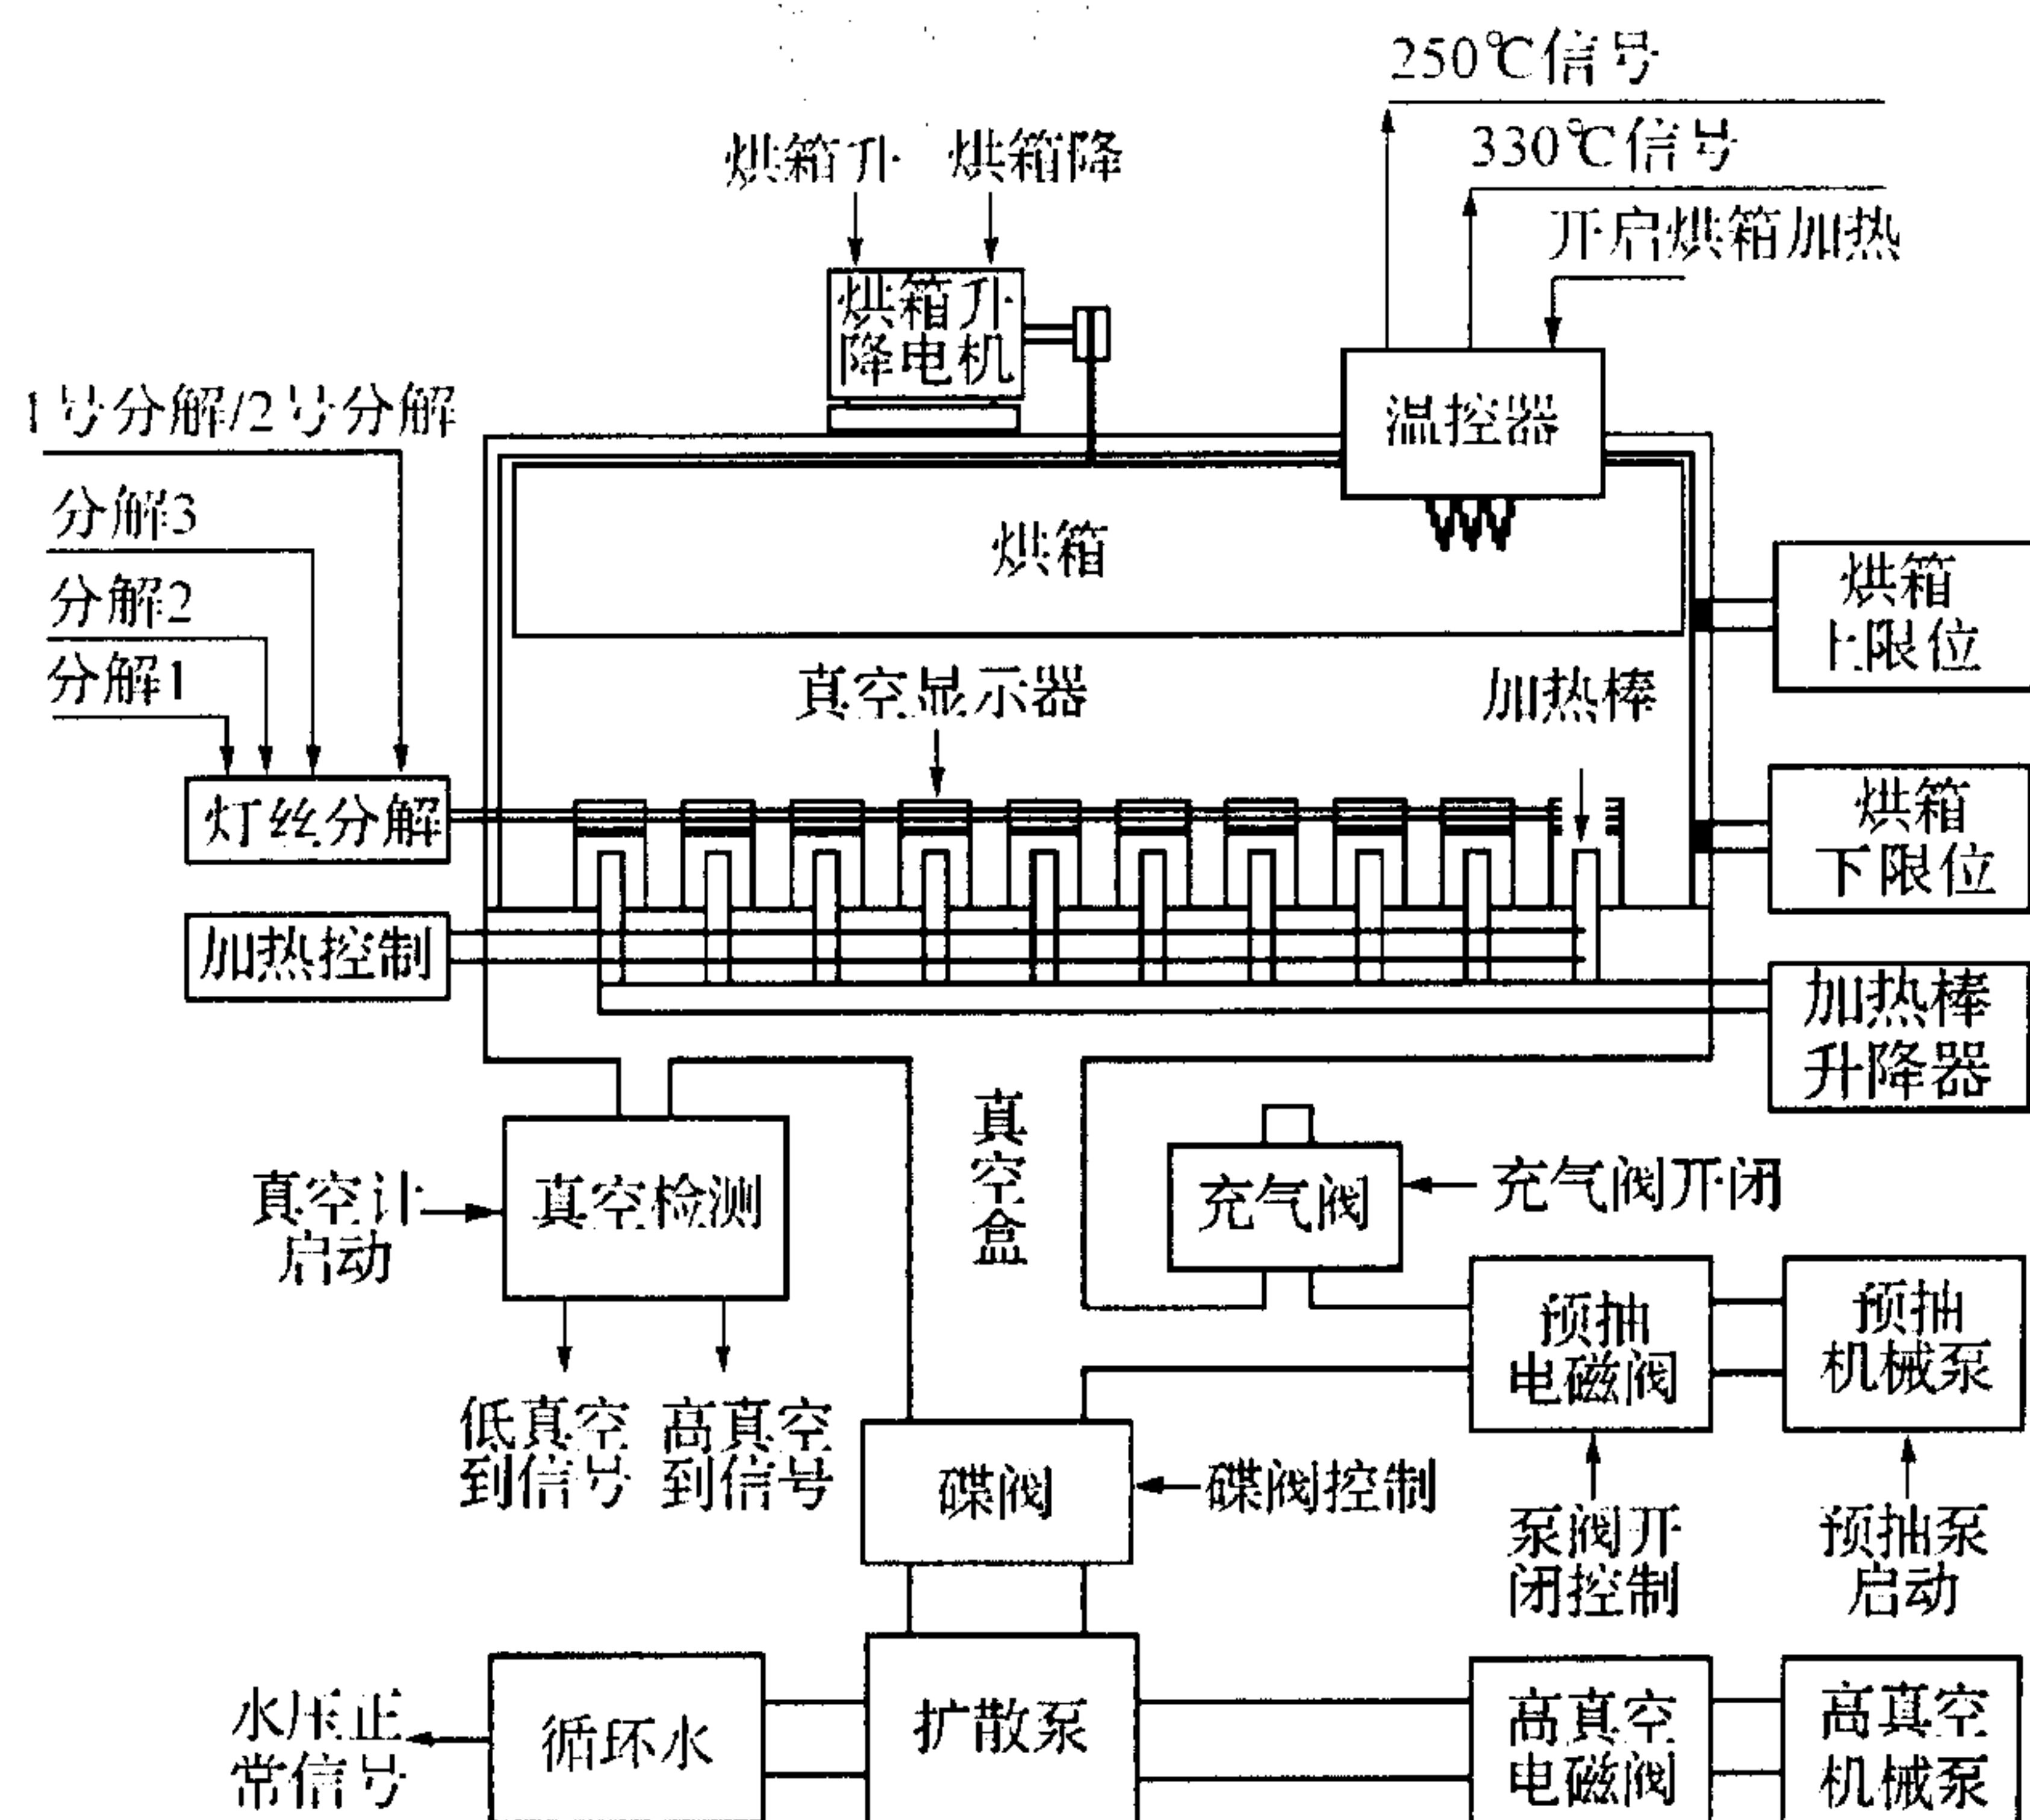 250℃信号
330℃信号
开启烘箱加热
烘箱升
烘箱降
烘箱升
降电机
温控器
1号分解/2号分解
分解3
分解2
分解1
烘箱
烘箱
上限位
真空显示器
加热棒
灯丝分解
烘箱
下限位
加热控制
加热棒
升降器
真空盒
真空计
启动
真空检测
充气阀
充气阀开闭
预抽
电磁阀
预抽
机械泵
低真空
到信号
高真空
到信号
碟阀
碟阀控制
泵阀开
闭控制
预抽泵
启动
水压正
常信号
循环水
扩散泵
高真空
电磁阀
高真空
机械泵